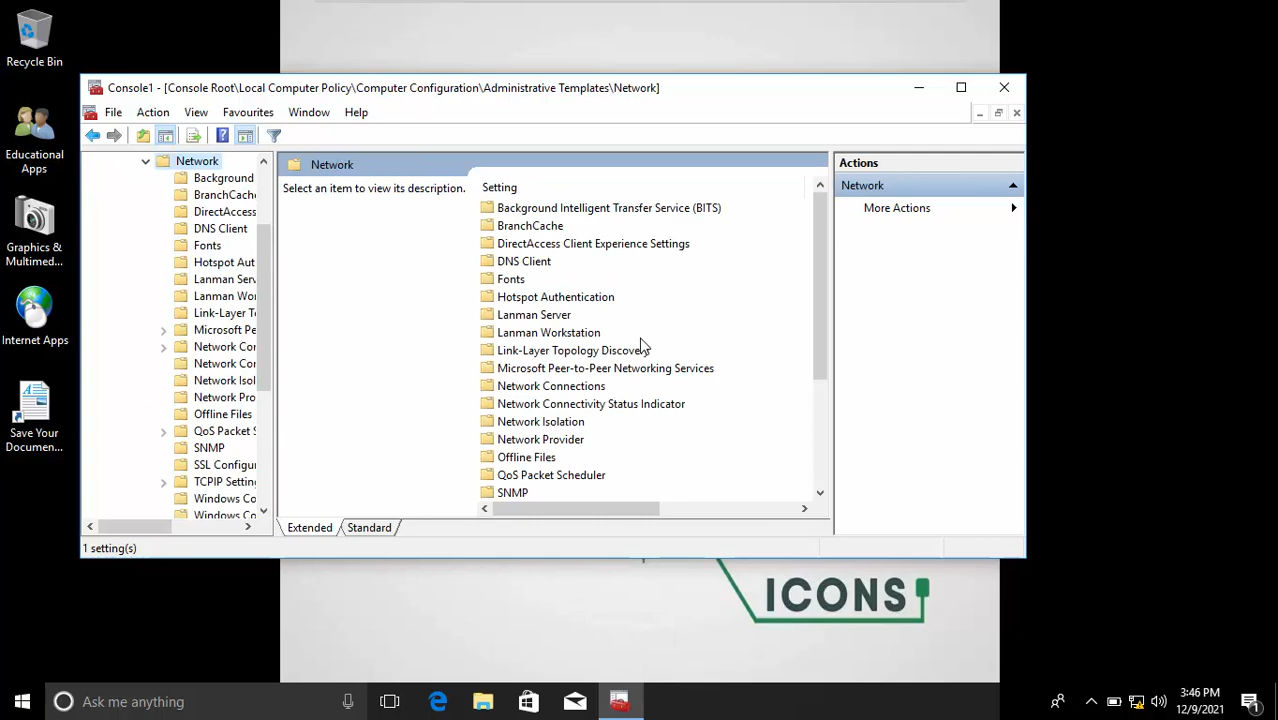 Recycle Bin
Educational
Apps
Graphics &
Multimed...
Internet Apps
Save Your
Documen...
Console1 - [Console Root\Local Computer Policy\Computer Configuration\Administrative Templates\Network]
File Action View Favourites Window Help
Network
Background
BranchCache
DirectAccess
DNS Client
Fonts
Hotspot Aut
Lanman Serv
Lanman Wor
Link-Layer T
Microsoft Pe
Network Cor
Network Cor
Network Isol
Network Pro
Offline Files
QoS Packet S
SNMP
SSL Configu
TCPIP Setting
Windows Co
Windows Co
Network
Select an item to view its description.
Setting
Background Intelligent Transfer Service (BITS)
BranchCache
DirectAccess Client Experience Settings
DNS Client
Fonts
Hotspot Authentication
Lanman Server
Lanman Workstation
Link-Layer Topology Discovery
Microsoft Peer-to-Peer Networking Services
Network Connections
Network Connectivity Status Indicator
Network Isolation
Network Provider
Offline Files
QoS Packet Scheduler
SNMP
Extended Standard
Actions
Network
More Actions
1 setting(s)
ICONS
Ask me anything
3:46 PM
12/9/2021
1